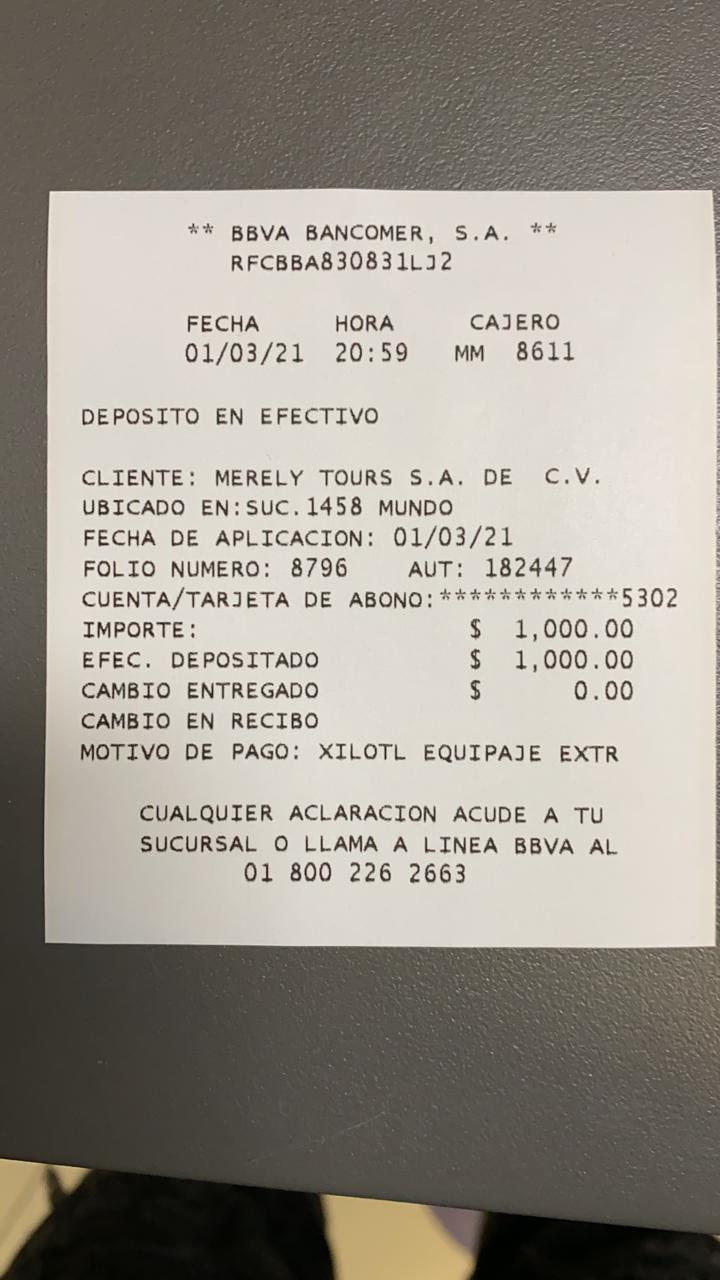 ** BBVA BANCOMER, S.A. **
RFCBBA830831LJ2
FECHA HORA CAJERO
01/03/21 20:59 MM 8611
DEPOSITO EN EFECTIVO
CLIENTE: MERELY TOURS S.A. DE C.V.
UBICADO EN:SUC.1458 MUNDO
FECHA DE APLICACION: 01/03/21
FOLIO NUMERO: 8796 AUT: 182447
CUENTA/TARJETA DE ABONO:************5302
IMPORTE: $ 1,000.00
EFEC. DEPOSITADO $ 1,000.00
CAMBIO ENTREGADO $ 0.00
CAMBIO EN RECIBO
MOTIVO DE PAGO: XILOTL EQUIPAJE EXTR
CUALQUIER ACLARACION ACUDE A TU
SUCURSAL O LLAMA A LINEA BBVA AL
01 800 226 2663